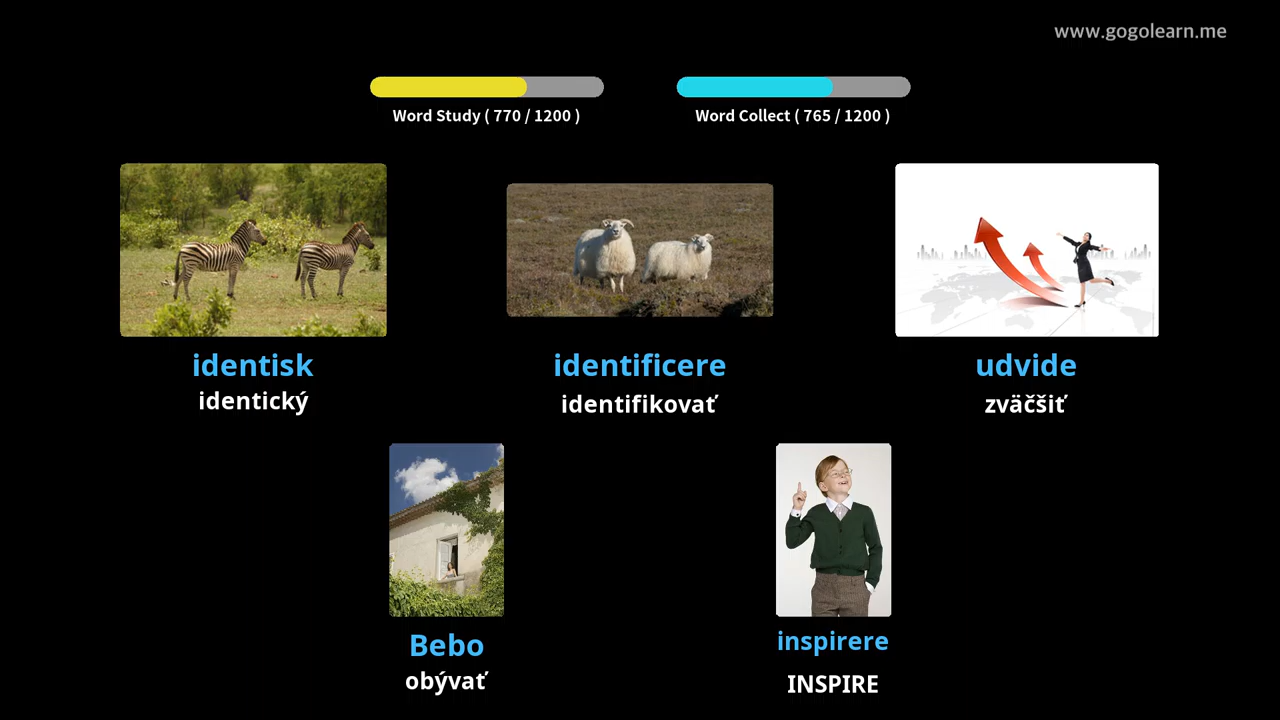 www.gogolearn.me
Word Study ( 770 / 1200 )
Word Collect ( 765 / 1200 )
identisk
identický
identificere
identifikovať
udvide
zväčšiť
Bebo
obývať
inspirere
INSPIRE